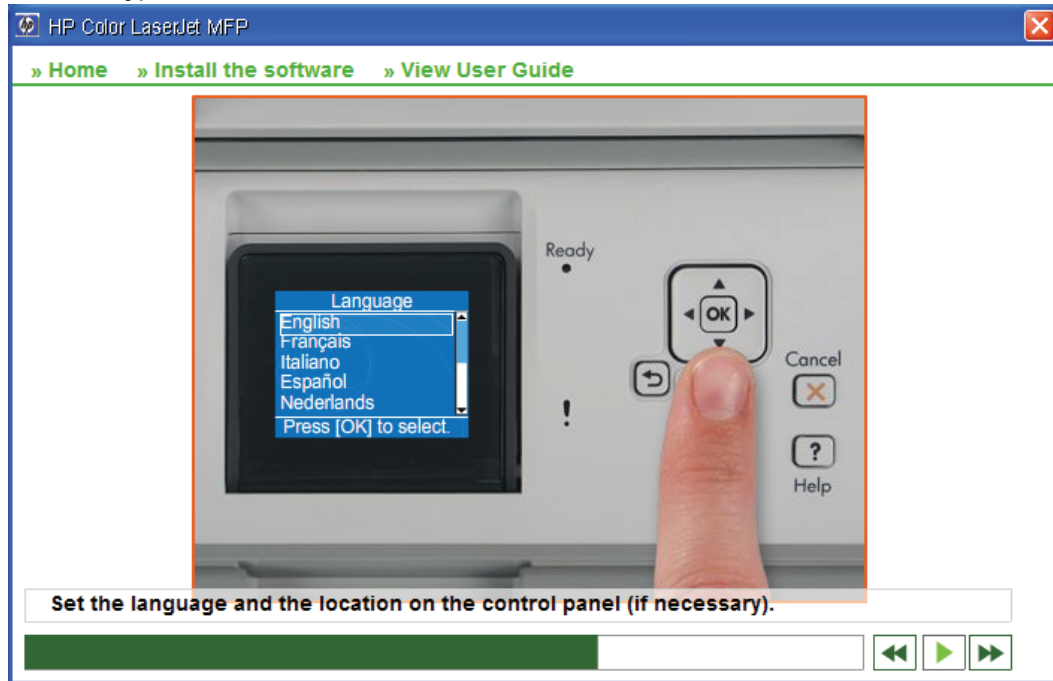 HP Color LaserJet MFP
» Home » Install the software » View User Guide
Ready
Language
English
Français
Italiano
Español
Nederlands
Press [OK] to select.
OK
Cancel
?
Help
!
Set the language and the location on the control panel (if necessary).